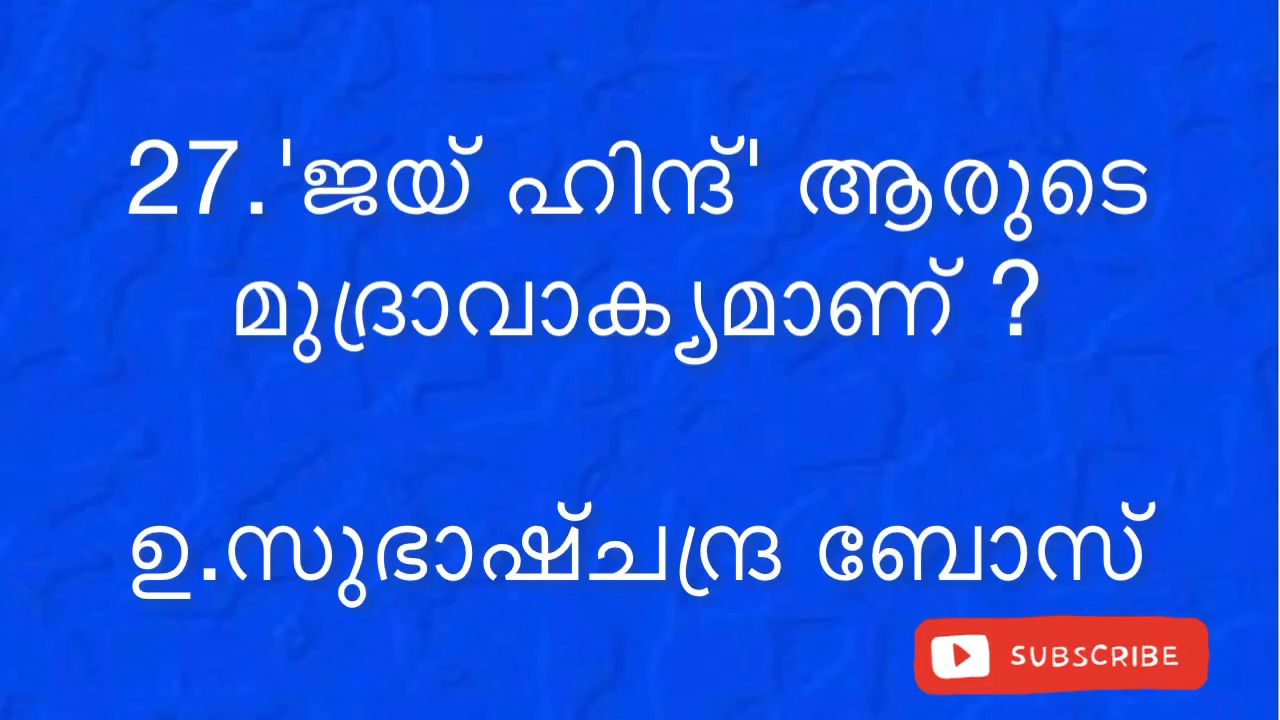 27.'ജയ് ഹിന്ദ്' ആരുടെ
മുദ്രാവാക്യമാണ് ?
ഉ.സുഭാഷ്ചന്ദ്ര ബോസ്
SUBSCRIBE